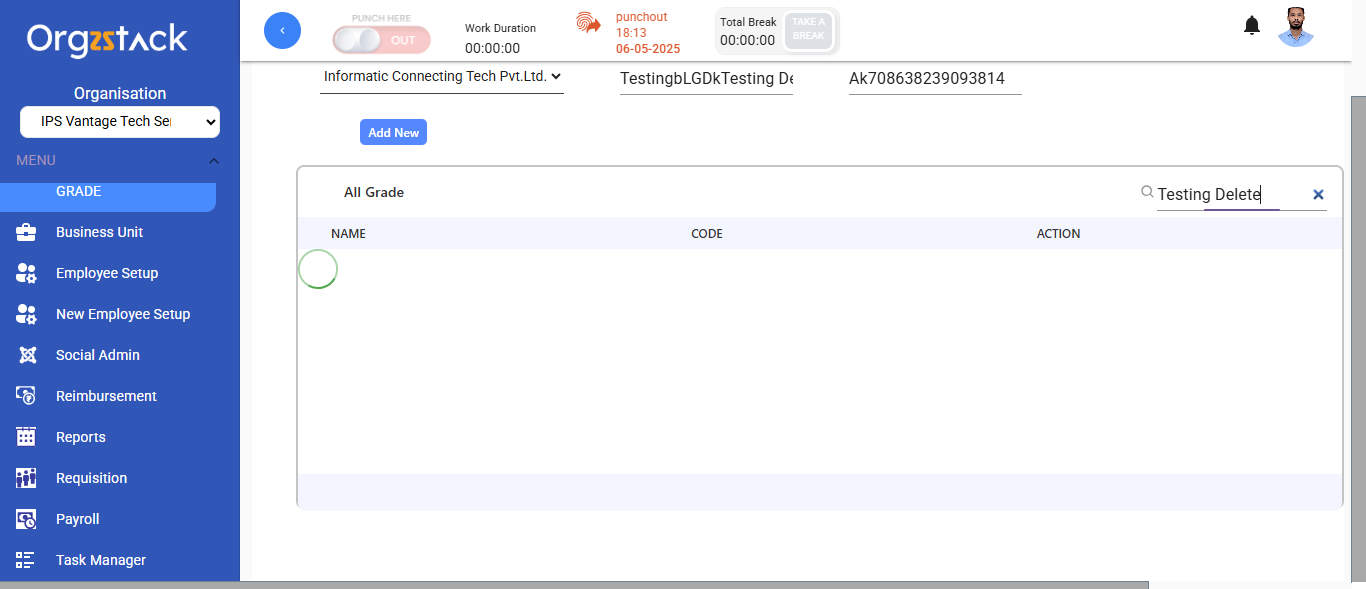 Orgzstack
Organisation
IPS Vantage Tech Ser
MENU
GRADE
Business Unit
Employee Setup
New Employee Setup
Social Admin
Reimbursement
Reports
Requisition
Payroll
Task Manager
PUNCH HERE
OUT
Work Duration
00:00:00
punchout
18:13
06-05-2025
Total Break
00:00:00
TAKE A
BREAK
Informatic Connecting Tech Pvt.Ltd.
TestingbLGDkTesting De
Ak708638239093814
Add New
All Grade
Testing Delete
NAME CODE ACTION